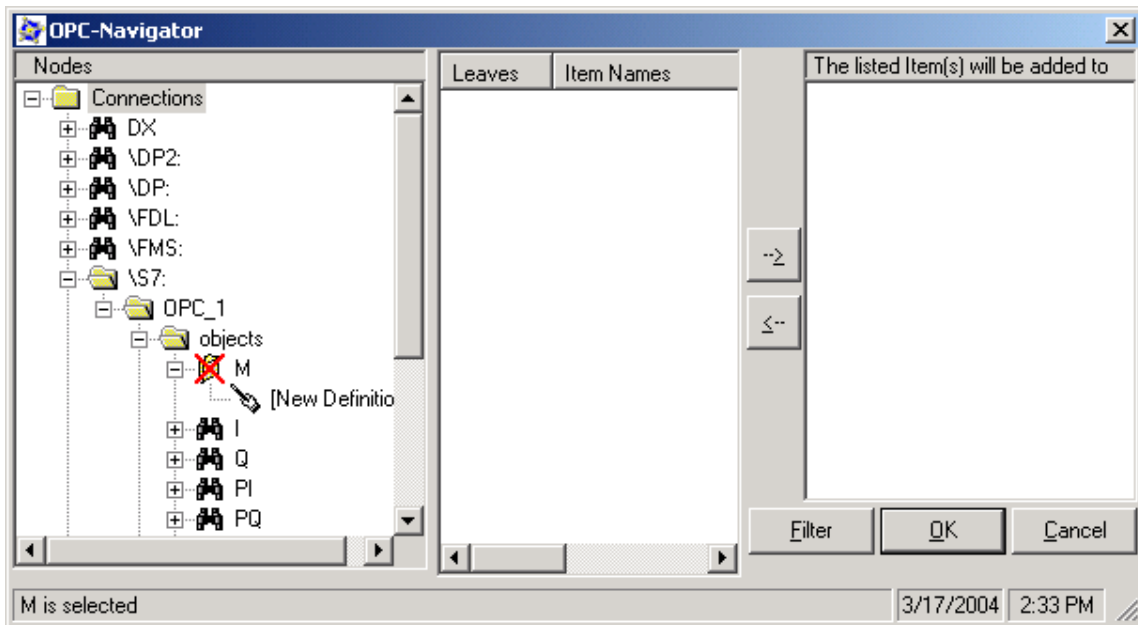 OPC-Navigator
Nodes
Connections
DX
\DP2:
\DP:
\FDL:
\FMS:
\S7:
OPC_1
objects
M
[New Definitio
I
Q
PI
PQ
Leaves Item Names
-->
<--
The listed Item(s) will be added to
Filter OK Cancel
M is selected 3/17/2004 2:33 PM